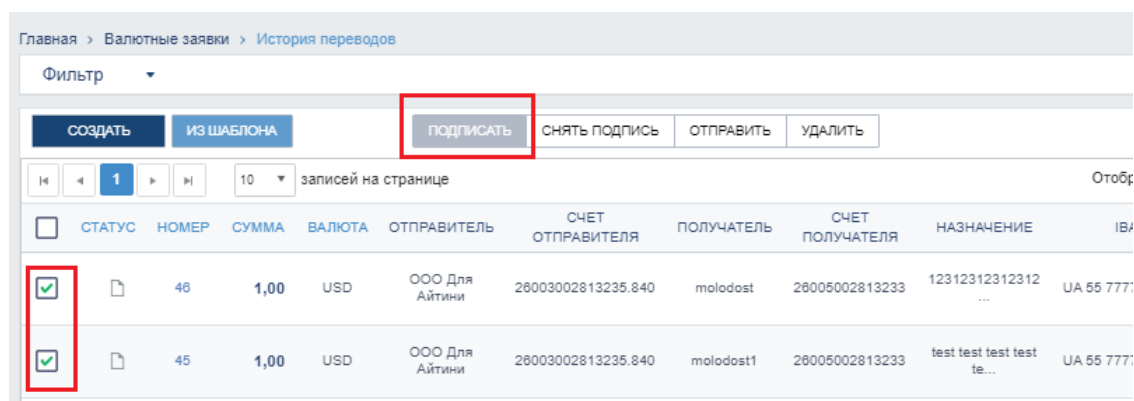 Главная > Валютные заявки > История переводов
Фильтр
СОЗДАТЬ ИЗ ШАБЛОНА ПОДПИСАТЬ СНЯТЬ ПОДПИСЬ ОТПРАВИТЬ УДАЛИТЬ
1 10 записей на странице Отобр
СТАТУС НОМЕР СУММА ВАЛЮТА ОТПРАВИТЕЛЬ СЧЕТ ОТПРАВИТЕЛЯ ПОЛУЧАТЕЛЬ СЧЕТ ПОЛУЧАТЕЛЯ НАЗНАЧЕНИЕ IBA
46 1,00 USD ООО Для Айтини 26003002813235.840 molodost 26005002813233 12312312312312 ... UA 55 7777
45 1,00 USD ООО Для Айтини 26003002813235.840 molodost1 26005002813233 test test test test te... UA 55 7777